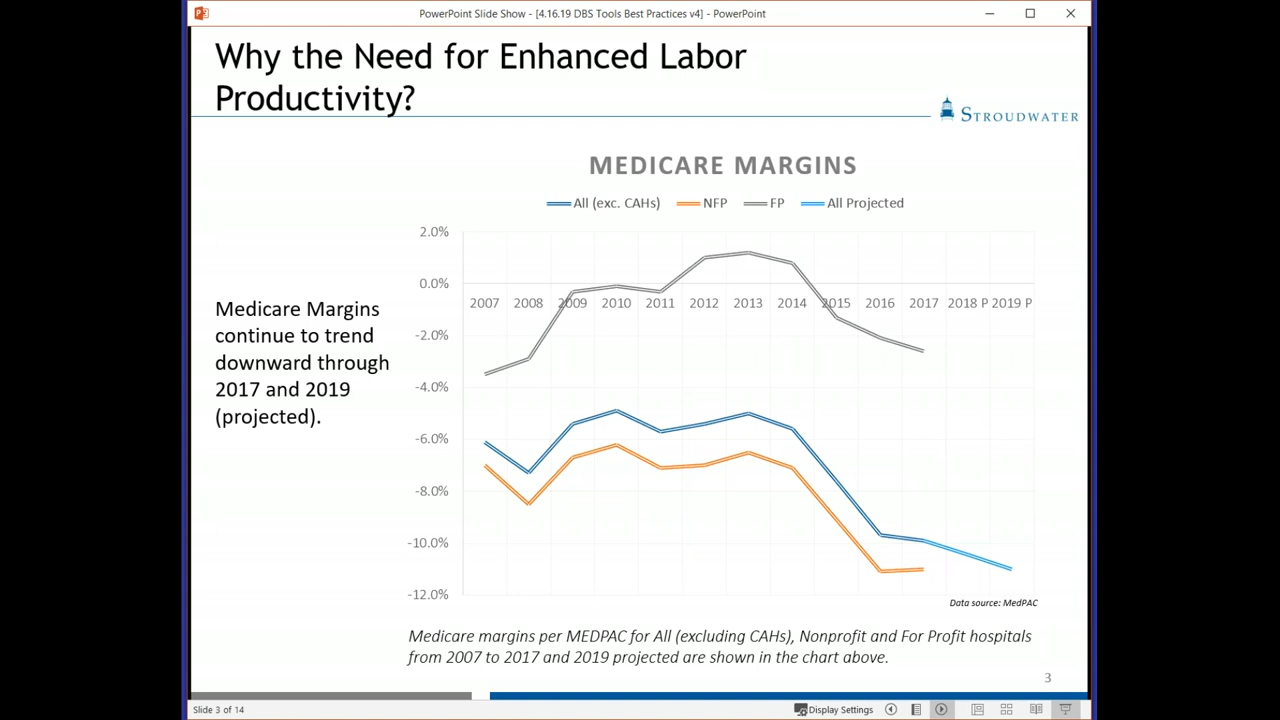 PowerPoint Slide Show - [4.16.19 DBS Tools Best Practices v4] - PowerPoint
Why the Need for Enhanced Labor
Productivity?
STROUDWATER
MEDICARE MARGINS
All (exc. CAHs) NFP FP All Projected
2.0%
0.0%
2007 2008 2009 2010 2011 2012 2013 2014 2015 2016 2017 2018 P 2019 P
-2.0%
-4.0%
-6.0%
-8.0%
-10.0%
-12.0%
Medicare Margins
continue to trend
downward through
2017 and 2019
(projected).
Data source: MedPAC
Medicare margins per MEDPAC for All (excluding CAHs), Nonprofit and For Profit hospitals
from 2007 to 2017 and 2019 projected are shown in the chart above.
3
Slide 3 of 14
Display Settings